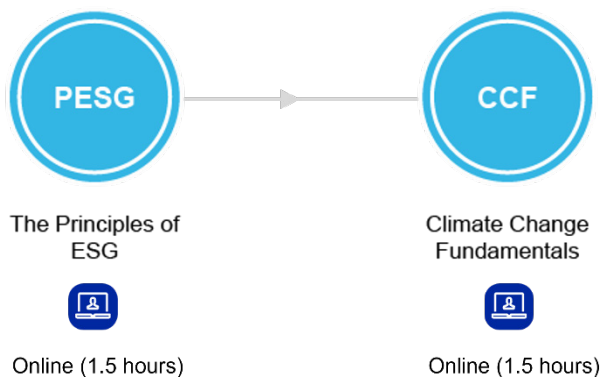 PESG
CCF
The Principles of
ESG
Climate Change
Fundamentals
Online (1.5 hours)
Online (1.5 hours)